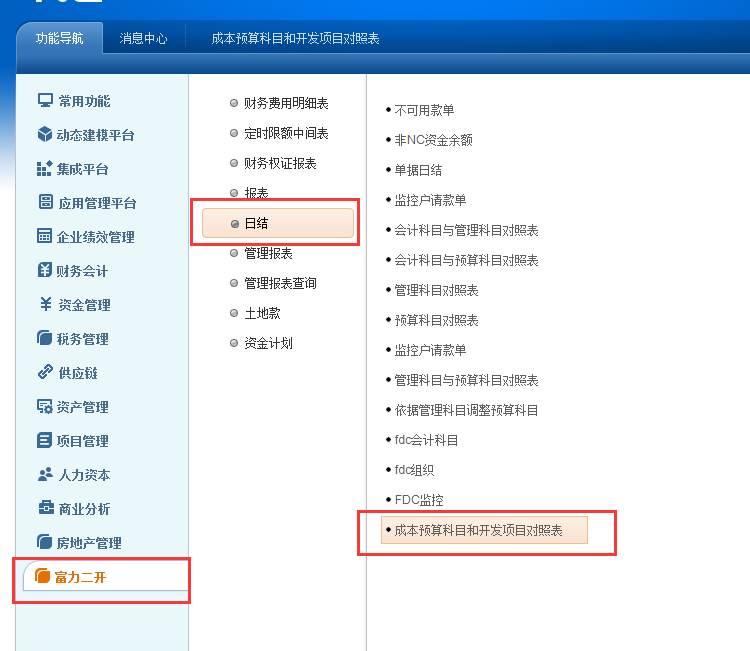 功能导航
消息中心
成本预算科目和开发项目对照表
常用功能
动态建模平台
集成平台
应用管理平台
企业绩效管理
财务会计
资金管理
税务管理
供应链
资产管理
项目管理
人力资本
商业分析
房地产管理
富力二开
财务费用明细表
定时限额中间表
财务权证报表
报表
日结
管理报表
管理报表查询
土地款
资金计划
不可用款单
非NC资金余额
单据日结
监控户请款单
会计科目与管理科目对照表
会计科目与预算科目对照表
管理科目对照表
预算科目对照表
监控户请款单
管理科目与预算科目对照表
依据管理科目调整预算科目
fdc会计科目
fdc组织
FDC监控
成本预算科目和开发项目对照表